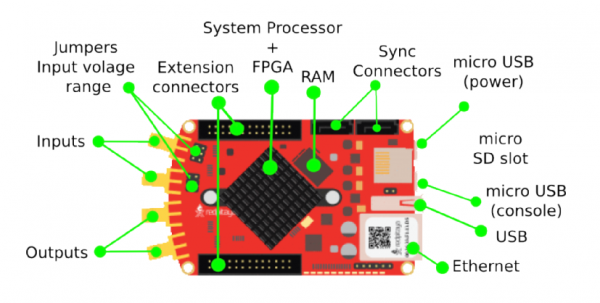 System Processor
+
FPGA
Jumpers
Input volage
range
Extension
connectors
RAM
Sync
Connectors
micro USB
(power)
Inputs
micro
SD slot
micro USB
(console)
USB
Outputs
Ethernet
redpitaya